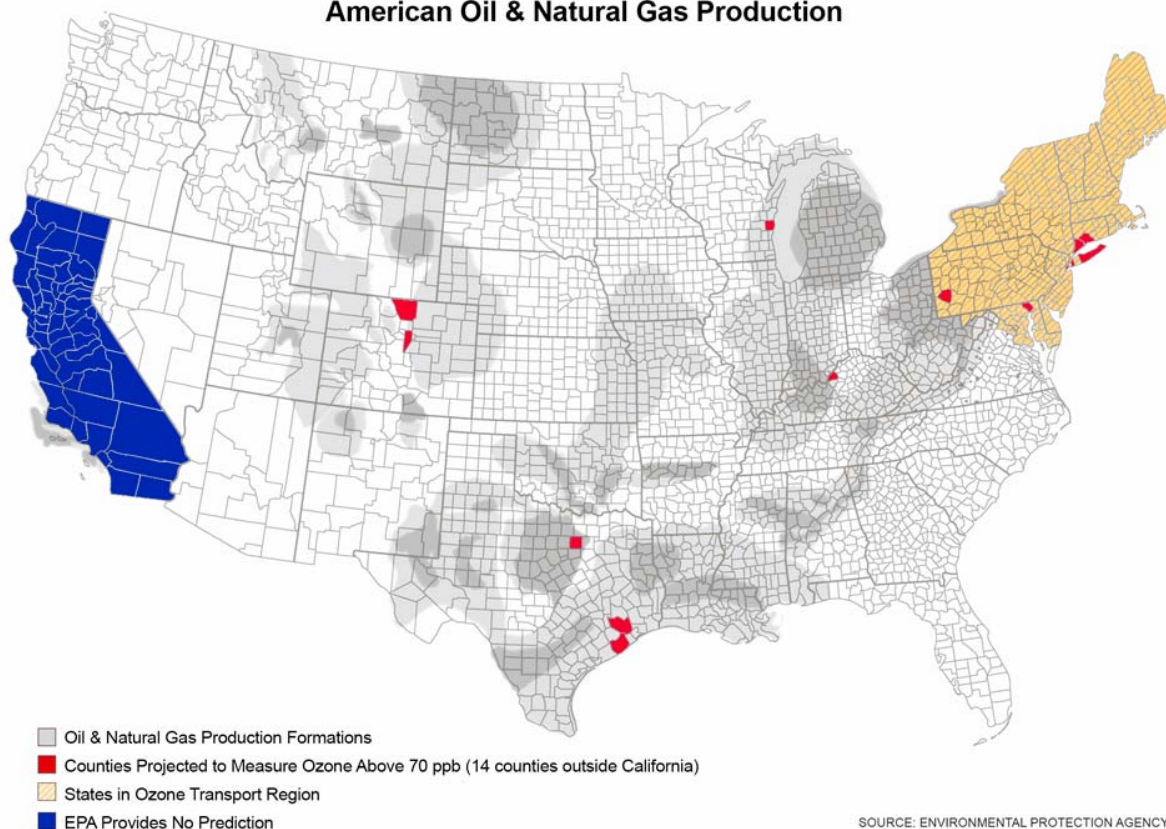 American Oil & Natural Gas Production
Oil & Natural Gas Production Formations
Counties Projected to Measure Ozone Above 70 ppb (14 counties outside California)
States in Ozone Transport Region
EPA Provides No Prediction
SOURCE: ENVIRONMENTAL PROTECTION AGENCY